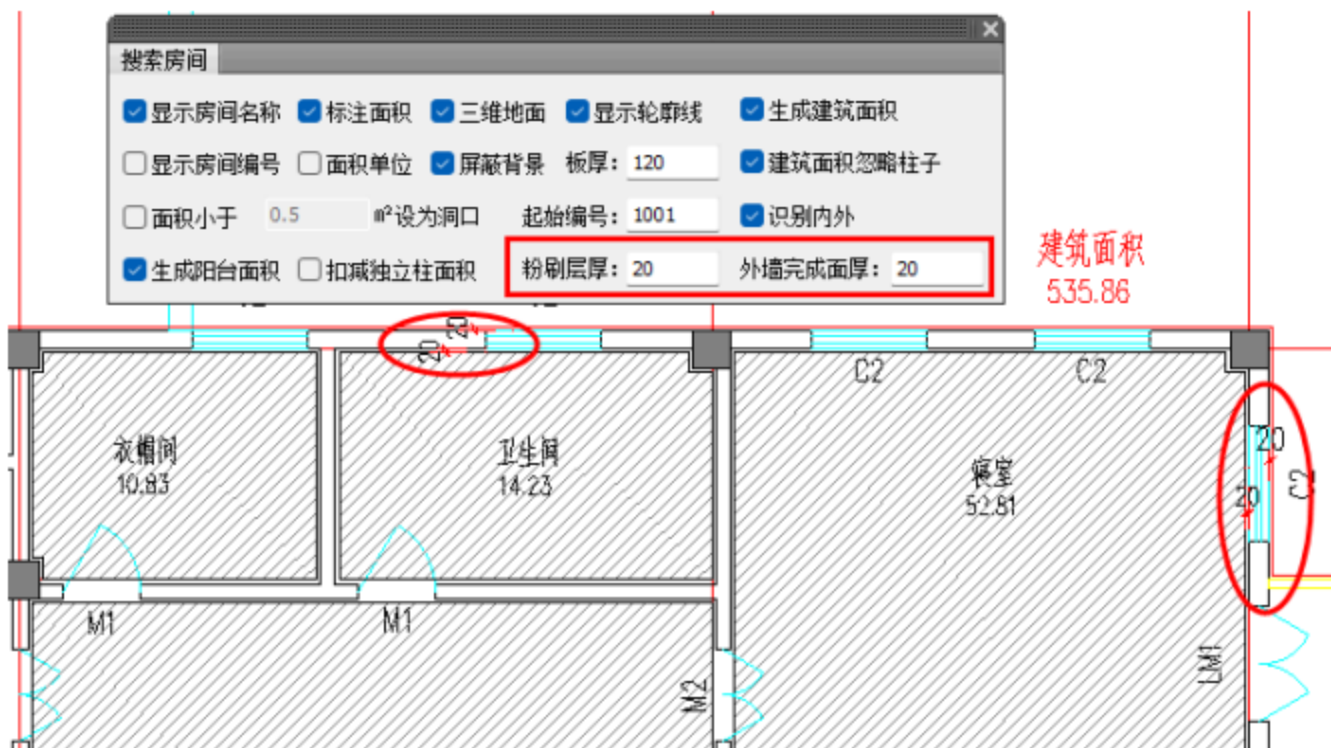 搜索房间
显示房间名称 标注面积 三维地面 显示轮廓线 生成建筑面积
显示房间编号 面积单位 屏蔽背景 板厚: 120 建筑面积忽略柱子
面积小于 0.5 m²设为洞口 起始编号: 1001 识别内外
生成阳台面积 扣减独立柱面积 粉刷层厚: 20 外墙完成面厚: 20
建筑面积
535.86
20
20
C2
C2
20
20
C2
衣帽间
10.83
卫生间
14.23
寝室
52.81
M1
M1
M2
LM1